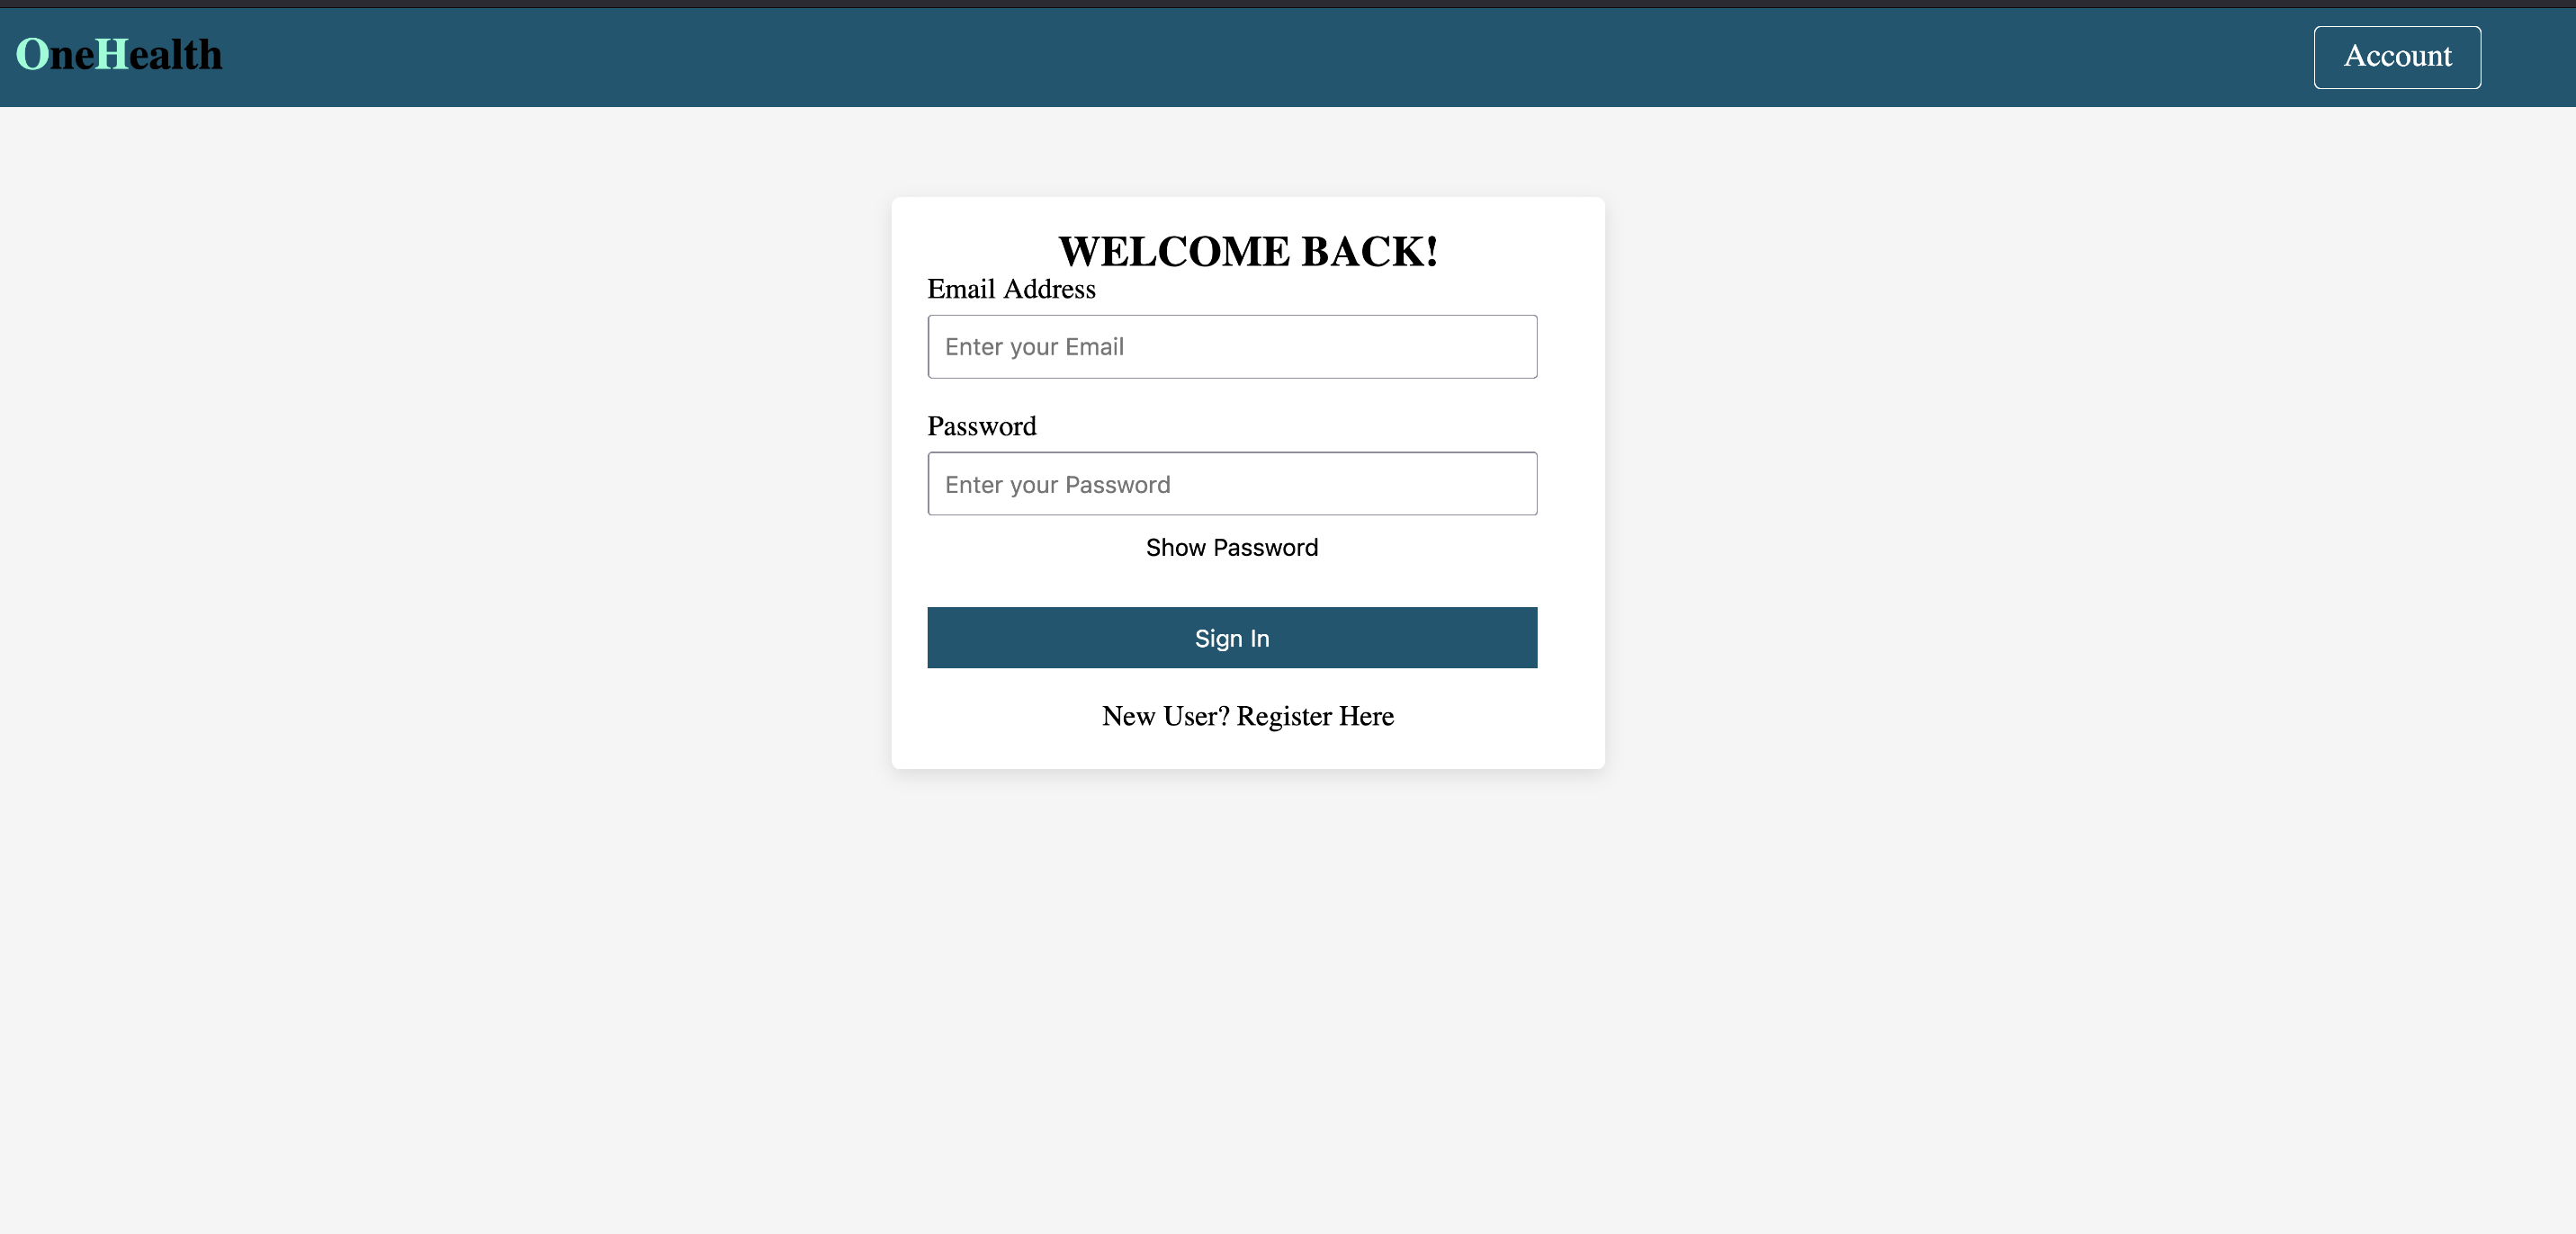 OneHealth
Account
WELCOME BACK!
Email Address
Enter your Email
Password
Enter your Password
Show Password
Sign In
New User? Register Here